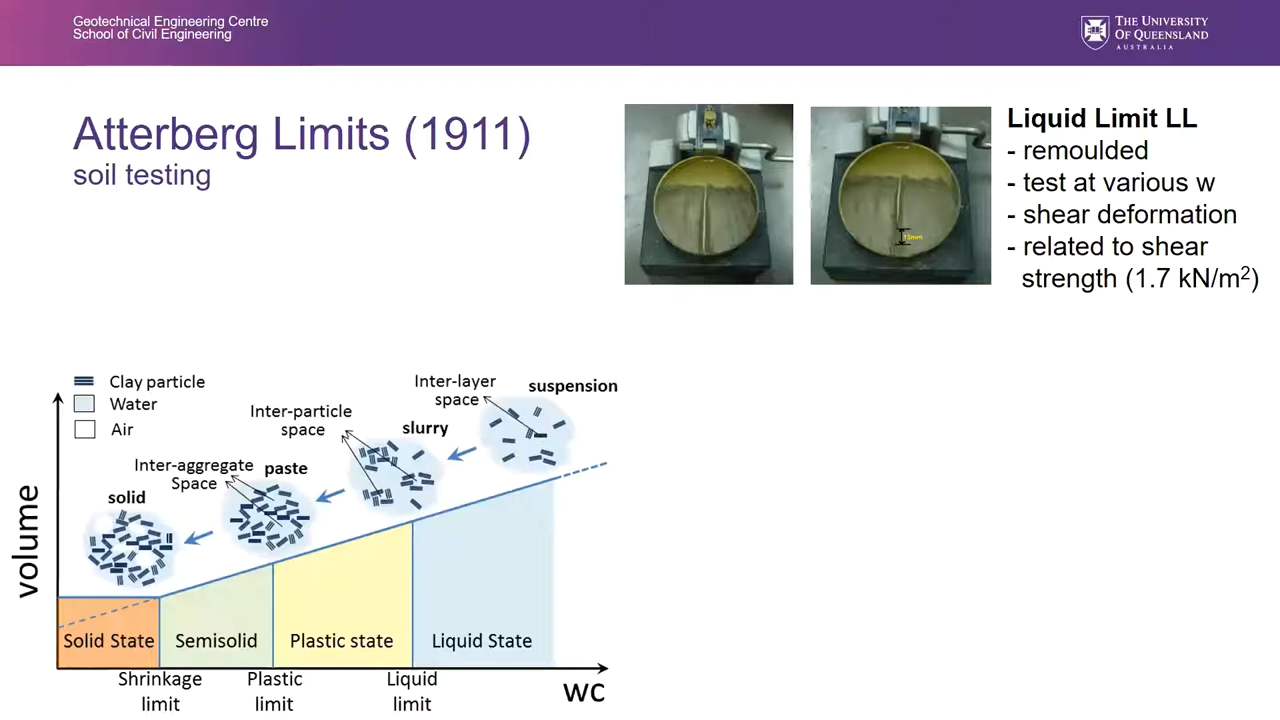 Geotechnical Engineering Centre
School of Civil Engineering
THE UNIVERSITY
OF QUEENSLAND
AUSTRALIA
Atterberg Limits (1911)
soil testing
13mm
Liquid Limit LL
- remoulded
- test at various w
- shear deformation
- related to shear
strength (1.7 kN/m²)
Clay particle
Water
Air
Inter-layer
space
suspension
Inter-particle
space
slurry
Inter-aggregate
Space
paste
solid
volume
Solid State
Semisolid
Plastic state
Liquid State
Shrinkage
limit
Plastic
limit
Liquid
limit
WC